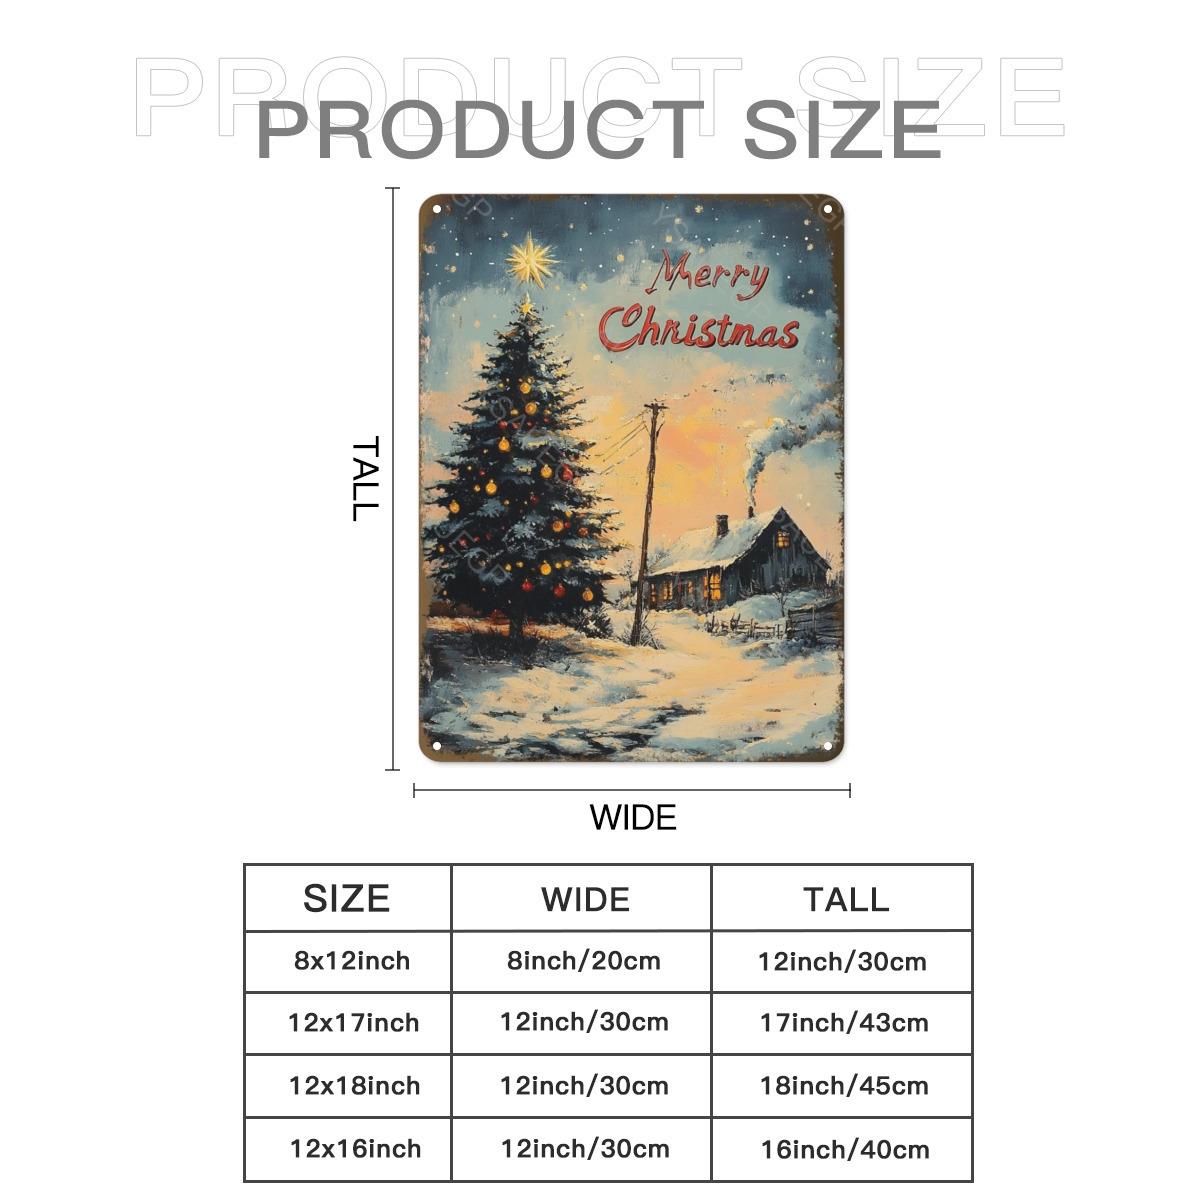 PRODUCT SIZE
PRODUCT SIZE
Merry
Christmas
TALL
WIDE
SIZE WIDE TALL
8x12inch 8inch/20cm 12inch/30cm
12x17inch 12inch/30cm 17inch/43cm
12x18inch 12inch/30cm 18inch/45cm
12x16inch 12inch/30cm 16inch/40cm